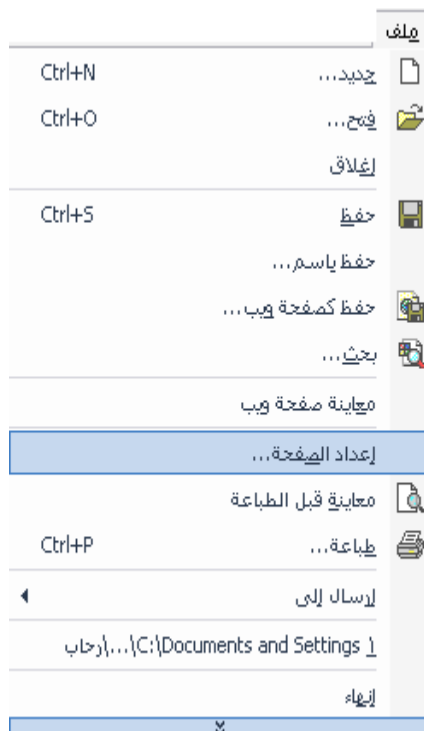 ملف
جديد... Ctrl+N
فتح... Ctrl+O
إغلاق
حفظ Ctrl+S
حفظ باسم...
حفظ كصفحة ويب...
بحث...
معاينة صفحة ويب
إعداد الصفحة...
معاينة قبل الطباعة
طباعة... Ctrl+P
إرسال إلى
1 C:\Documents and Settings\...\رحاب
إنهاء